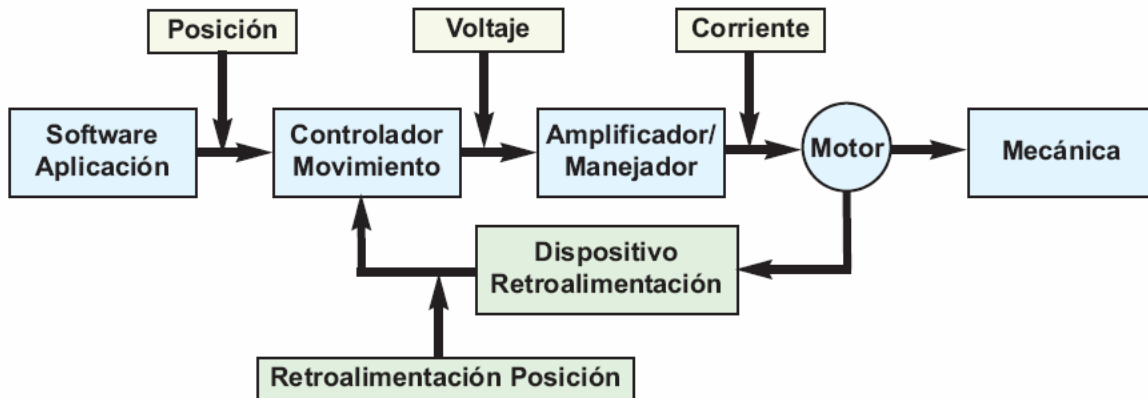 Posición
Voltaje
Corriente
Software
Aplicación
Controlador
Movimiento
Amplificador/
Manejador
Motor
Mecánica
Dispositivo
Retroalimentación
Retroalimentación Posición